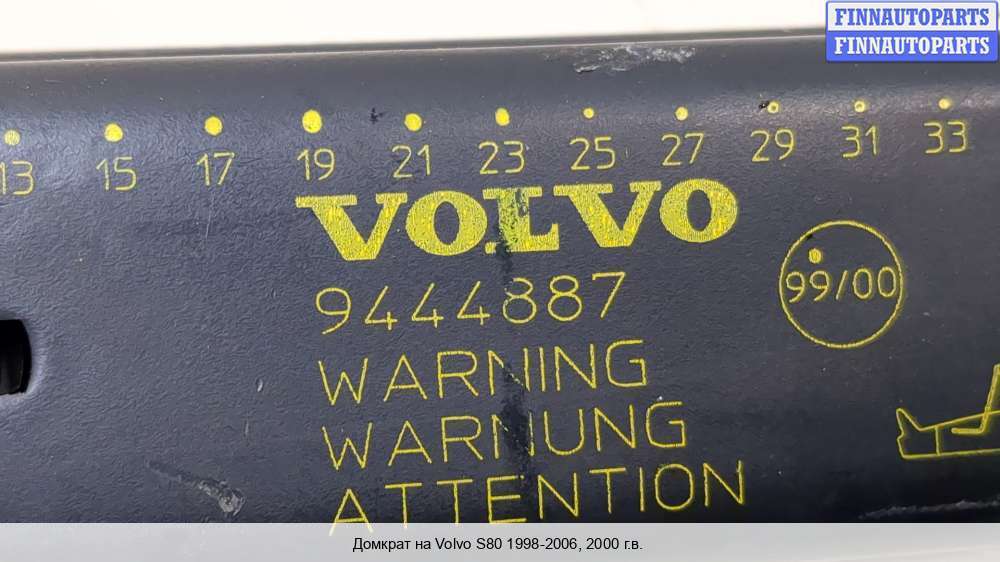 FINNAUTOPARTS
FINNAUTOPARTS
13 15 17 19 21 23 25 27 29 31 33
VOLVO
9444887
99/00
WARNING
WARNUNG
ATTENTION
Домкрат на Volvo S80 1998-2006, 2000 г.в.